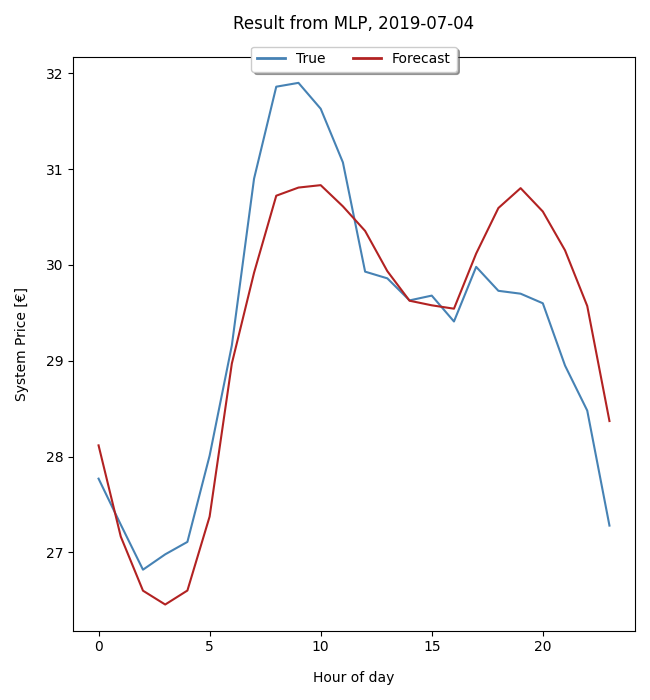 Result from MLP, 2019-07-04
True Forecast
32
31
30
29
28
27
System Price [€]
0 5 10 15 20
Hour of day